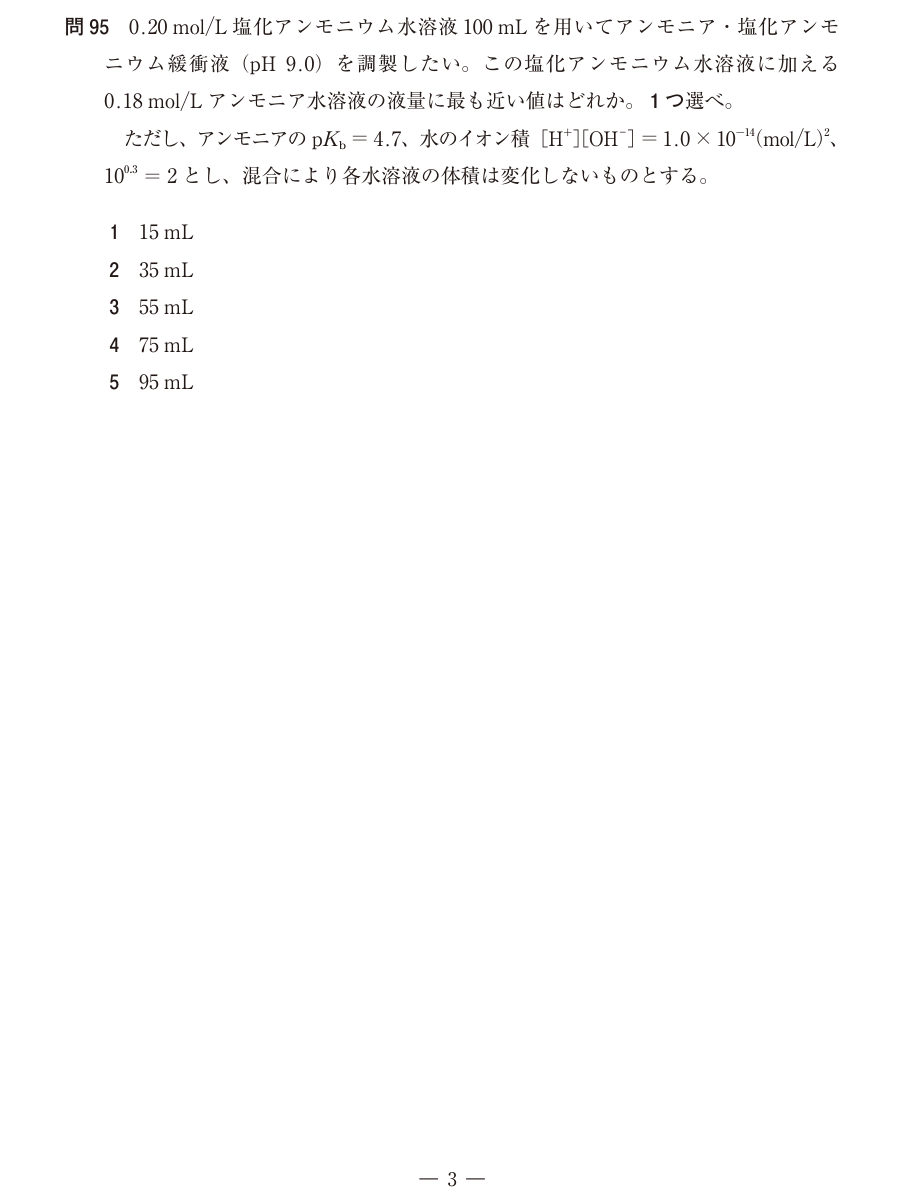 問 95 0.20 mol/L 塩化アンモニウム水溶液 100 mL を用いてアンモニア・塩化アンモ
ニウム緩衝液（pH 9.0）を調製したい。この塩化アンモニウム水溶液に加える
0.18 mol/L アンモニア水溶液の液量に最も近い値はどれか。1つ選べ。
ただし、アンモニアの pKb = 4.7、水のイオン積［H⁺］［OH⁻］= 1.0 × 10⁻¹⁴(mol/L)²、
10⁰·³ = 2 とし、混合により各水溶液の体積は変化しないものとする。
1 15 mL
2 35 mL
3 55 mL
4 75 mL
5 95 mL
— 3 —